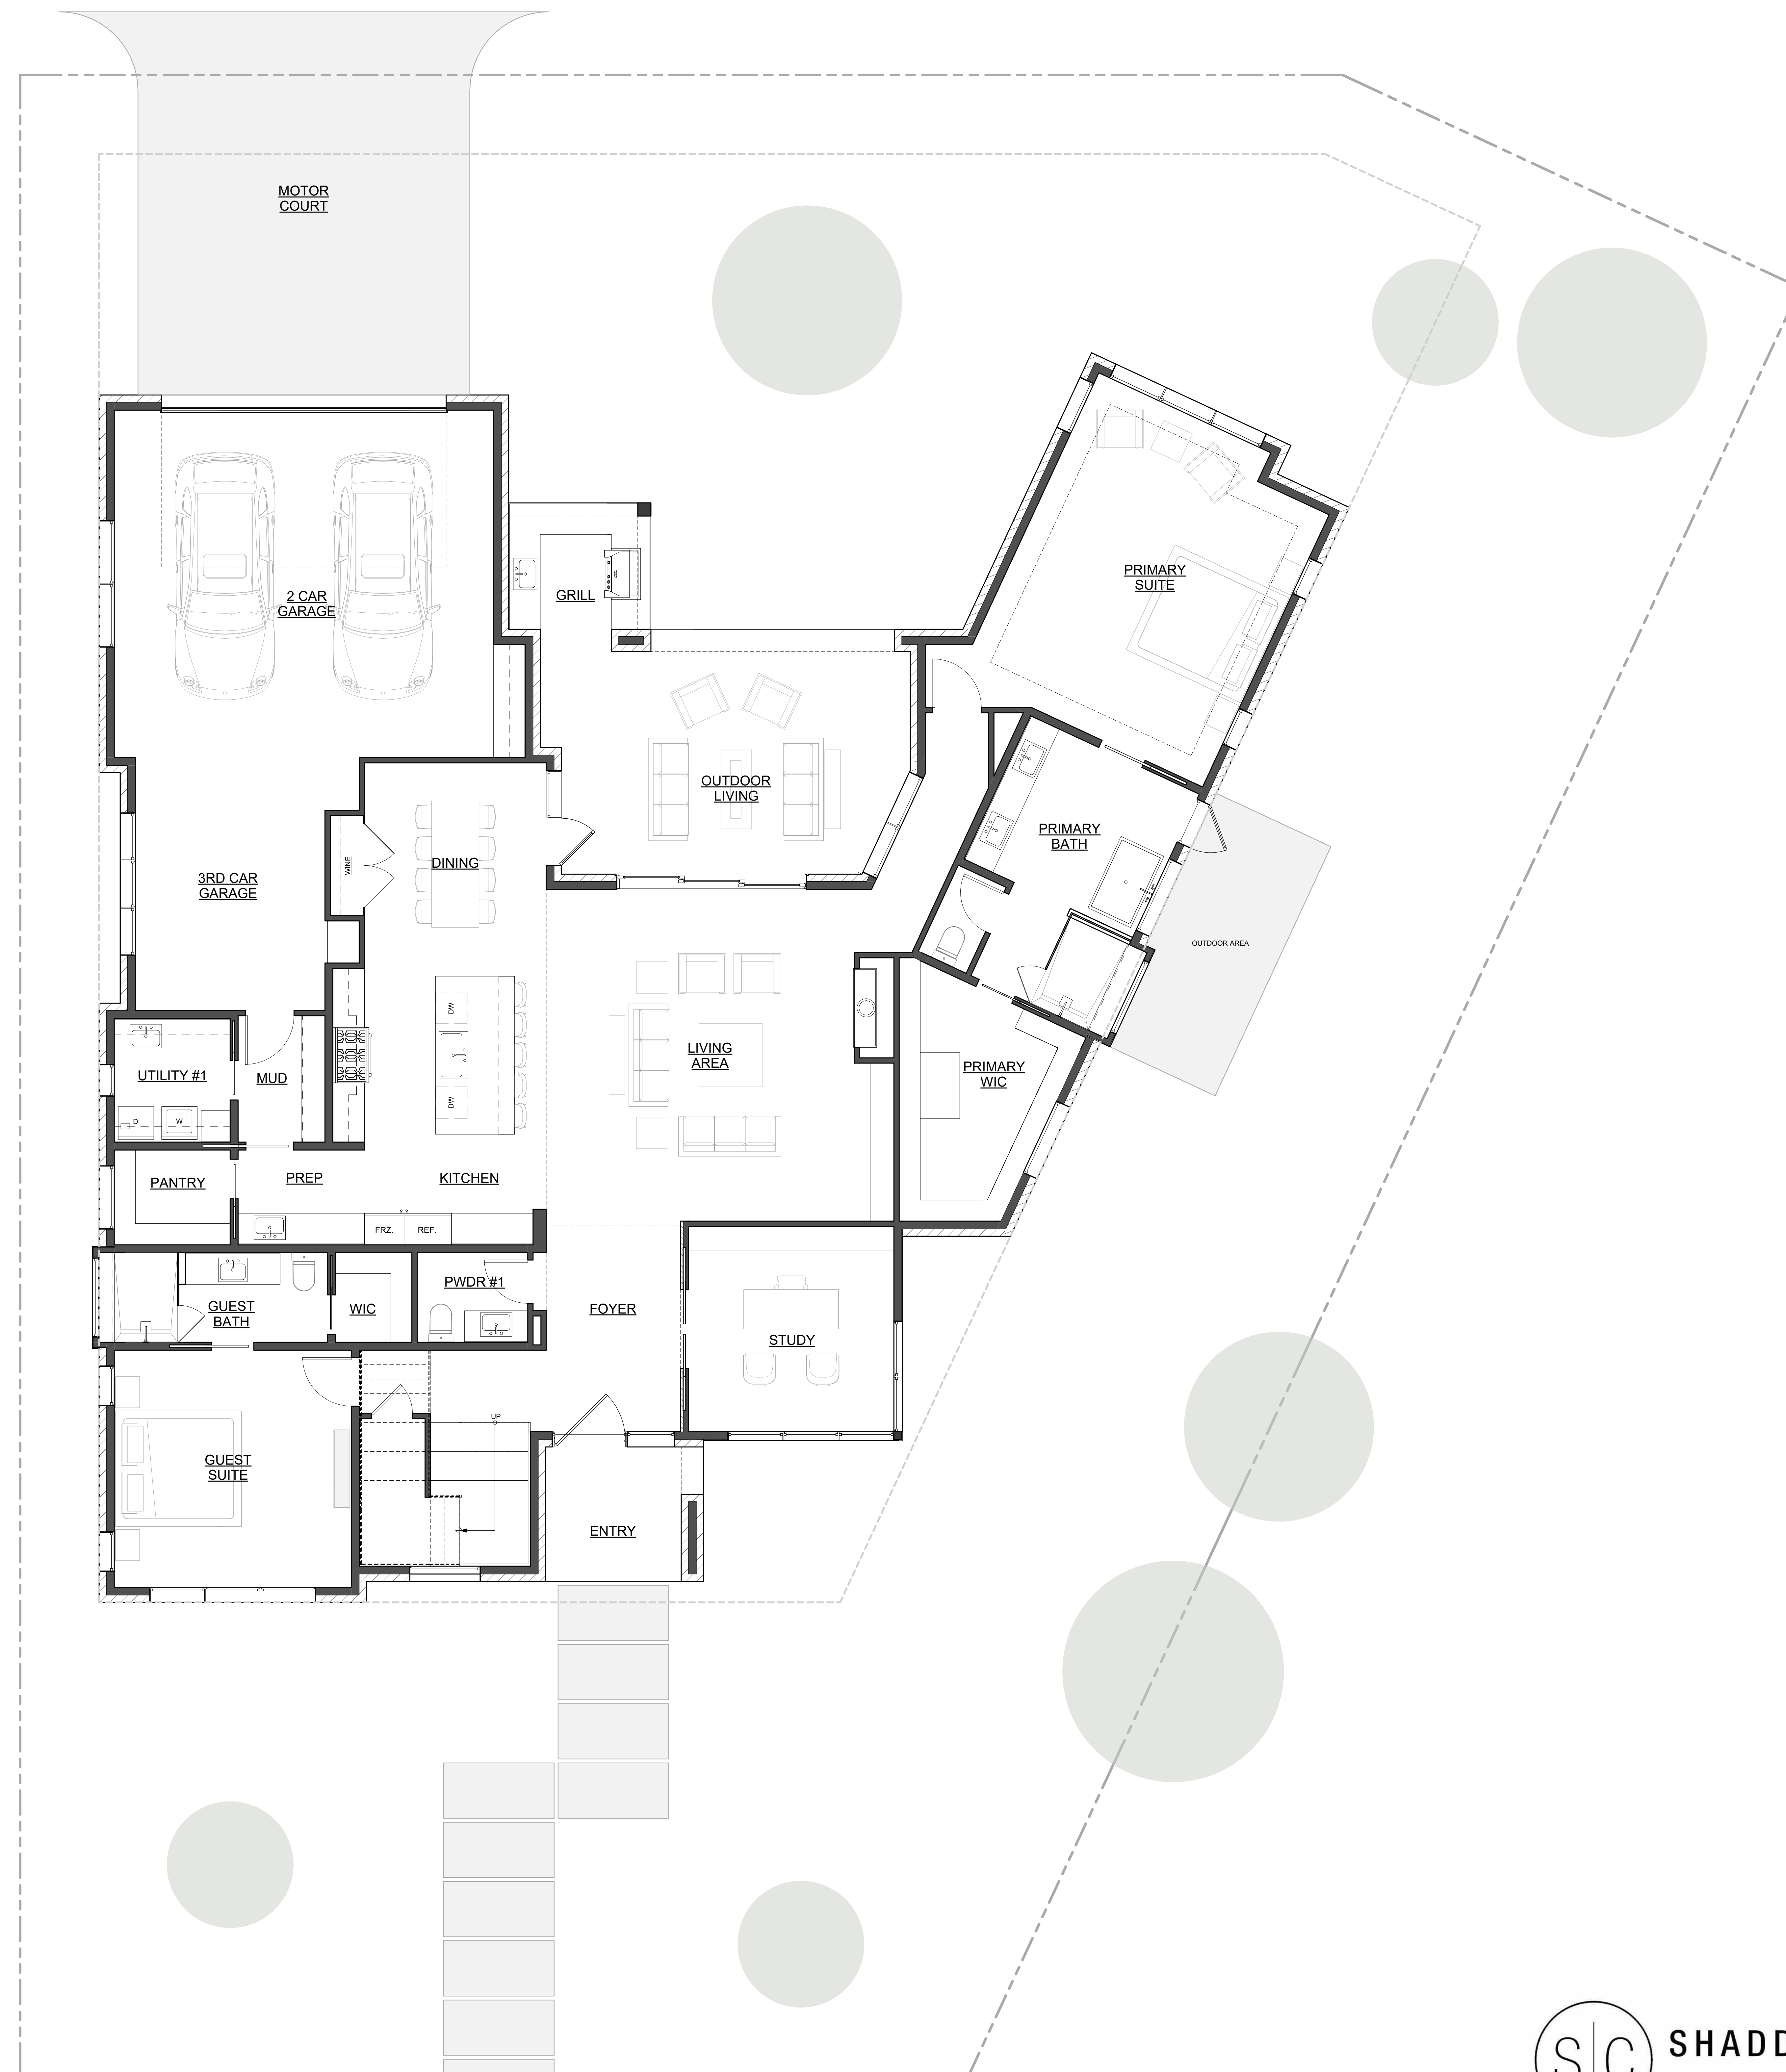 MOTOR
COURT
PRIMARY
SUITE
GRILL
2 CAR
GARAGE
OUTDOOR
LIVING
PRIMARY
BATH
WINE
DINING
3RD CAR
GARAGE
OUTDOOR AREA
DW
LIVING
AREA
UTILITY #1
MUD
PRIMARY
WIC
DW
D
W
PANTRY
PREP
KITCHEN
FRZ.
REF.
PWDR #1
GUEST
BATH
WIC
FOYER
STUDY
UP
GUEST
SUITE
ENTRY
S|C
SHADD